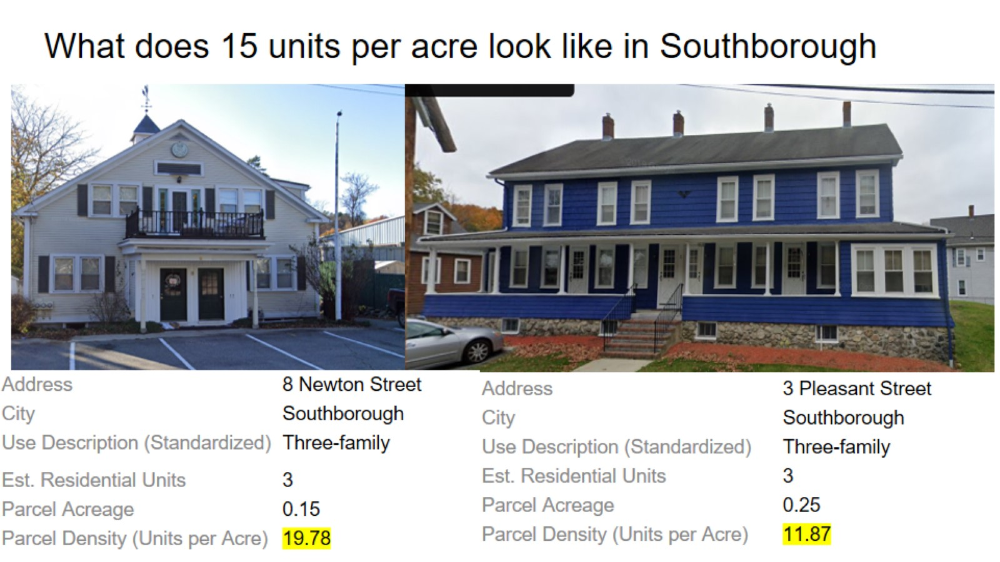 What does 15 units per acre look like in Southborough
Address 8 Newton Street
City Southborough
Use Description (Standardized) Three-family
Est. Residential Units 3
Parcel Acreage 0.15
Parcel Density (Units per Acre) 19.78
Address 3 Pleasant Street
City Southborough
Use Description (Standardized) Three-family
Est. Residential Units 3
Parcel Acreage 0.25
Parcel Density (Units per Acre) 11.87